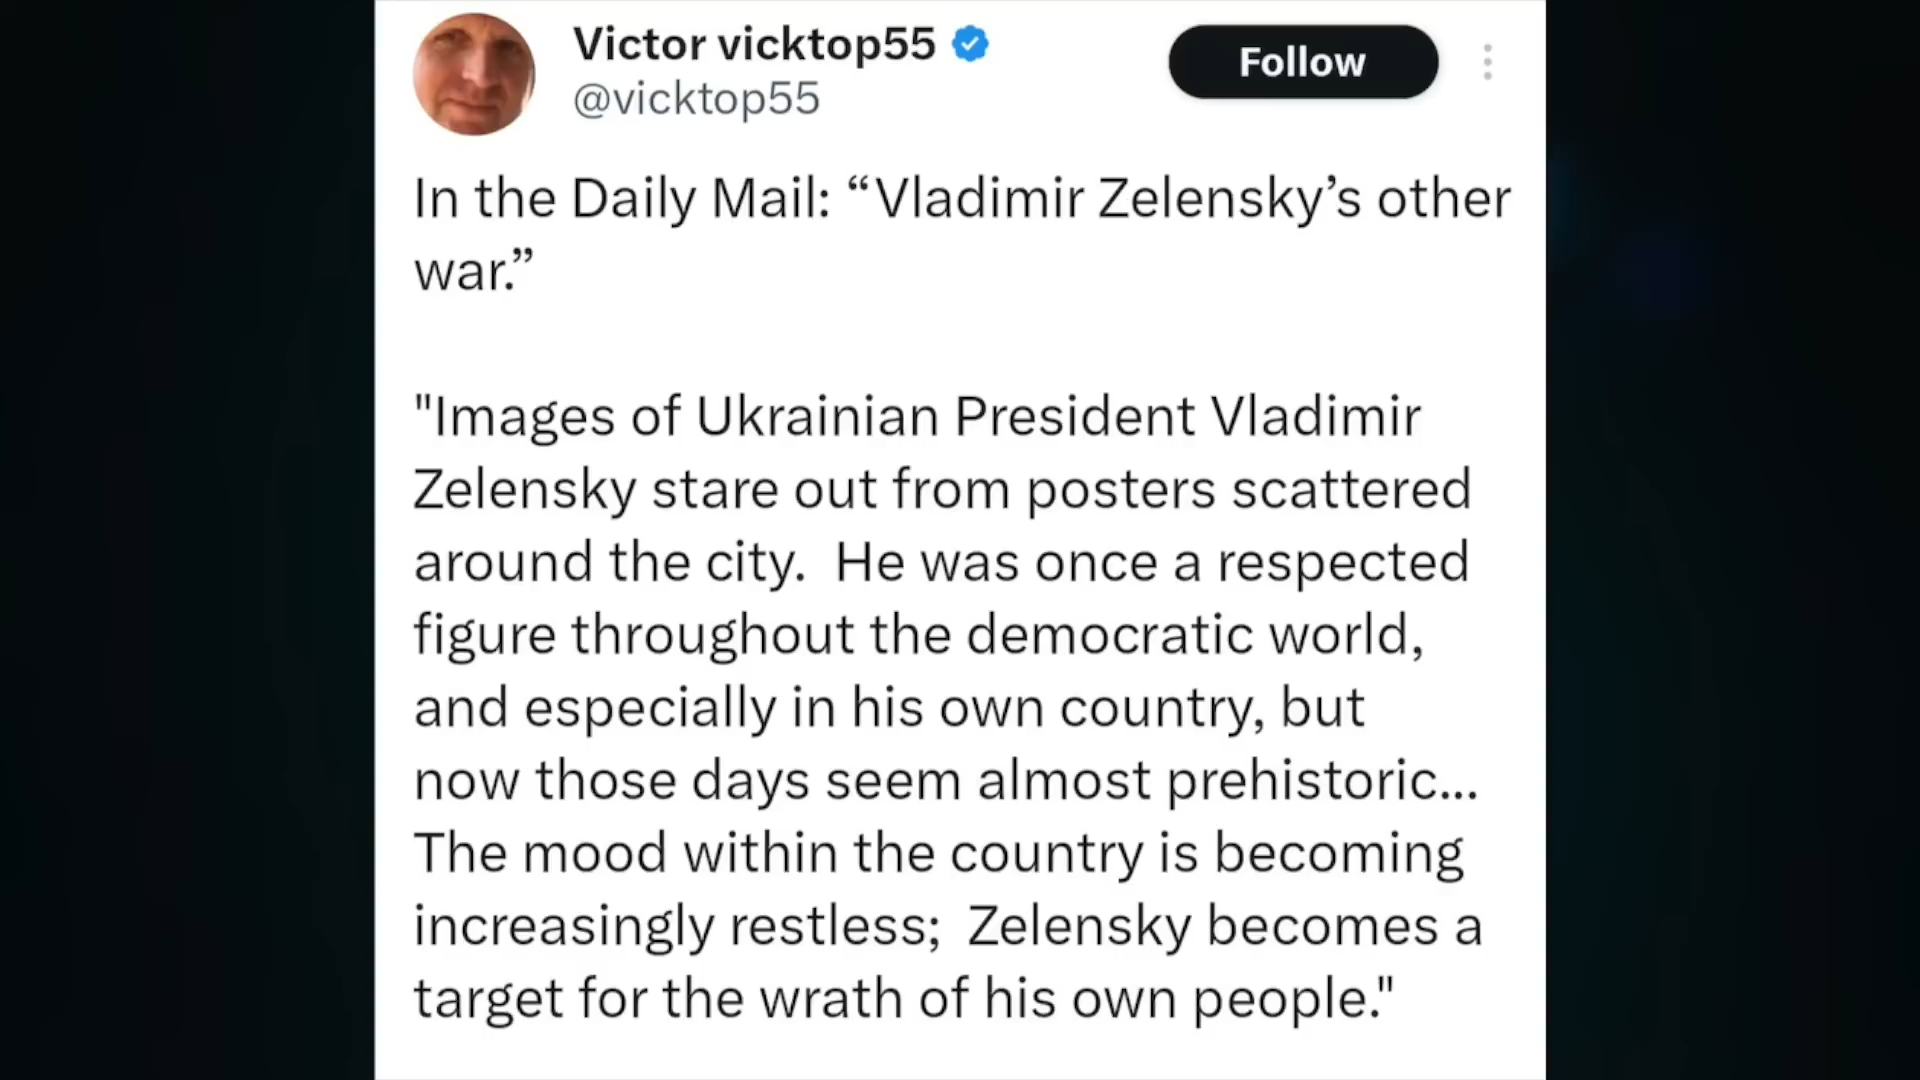 Victor vicktop55
@vicktop55
Follow
In the Daily Mail: “Vladimir Zelensky’s other
war.”
"Images of Ukrainian President Vladimir
Zelensky stare out from posters scattered
around the city.  He was once a respected
figure throughout the democratic world,
and especially in his own country, but
now those days seem almost prehistoric...
The mood within the country is becoming
increasingly restless;  Zelensky becomes a
target for the wrath of his own people."